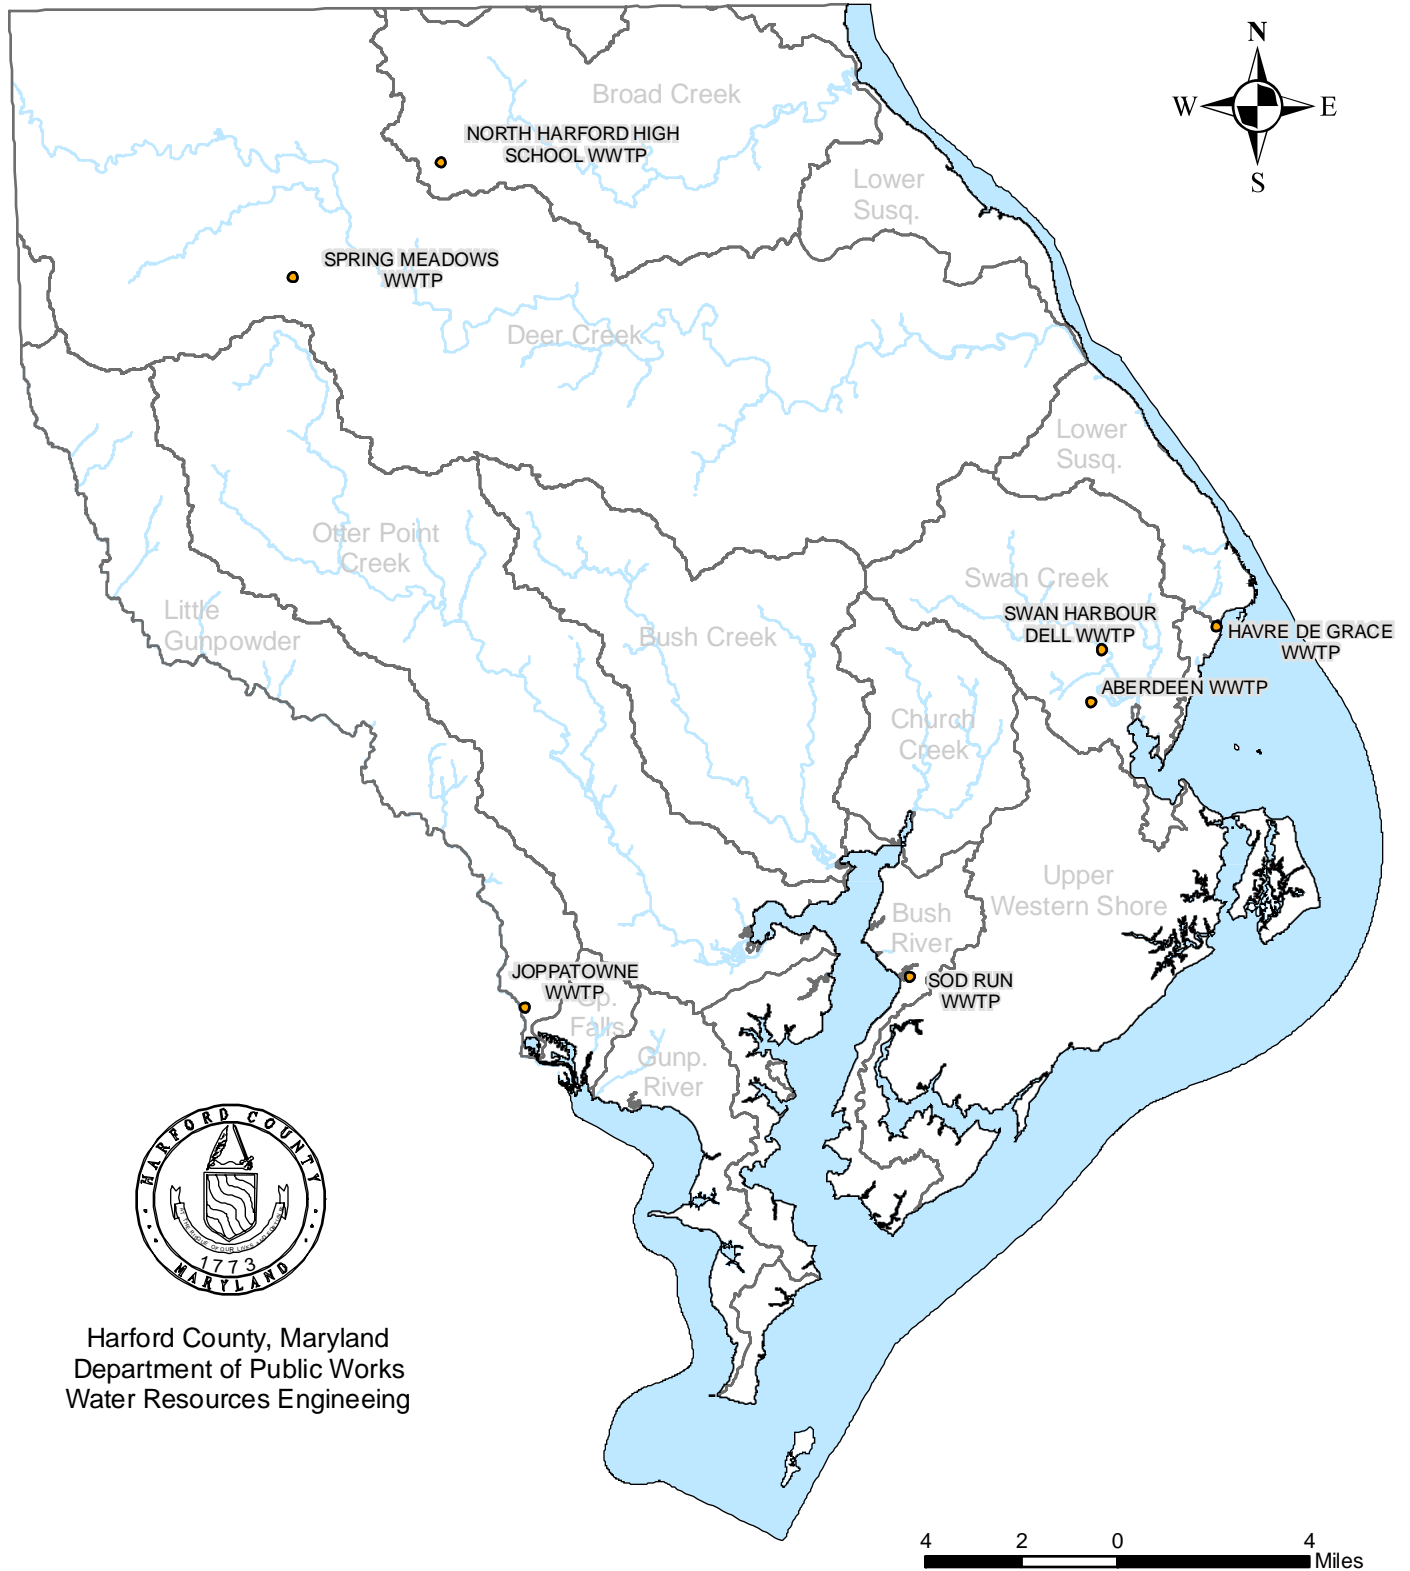 N
W
E
S
Broad Creek
NORTH HARFORD HIGH
SCHOOL WWTP
Lower
Susq.
SPRING MEADOWS
WWTP
Deer Creek
Lower
Susq.
Otter Point
Creek
Swan Creek
Little
Gunpowder
SWAN HARBOUR
DELL WWTP
Bush Creek
HAVRE DE GRACE
WWTP
ABERDEEN WWTP
Church
Creek
Upper
Western Shore
Bush
River
JOPPATOWNE
WWTP
SOD RUN
WWTP
Gp.
Falls
Gunp.
River
HARFORD COUNTY
1773
MARYLAND
Harford County, Maryland
Department of Public Works
Water Resources Engineeing
4 2 0 4
Miles